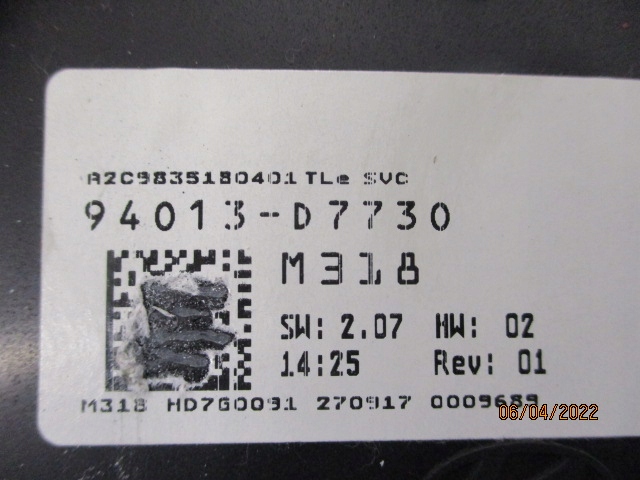 A2C9835180401 TLe SVC
94013-D7730
M318
SW: 2.07 HW: 02
14:25 Rev: 01
M318 HD7G0091 270917 0009689
06/04/2022